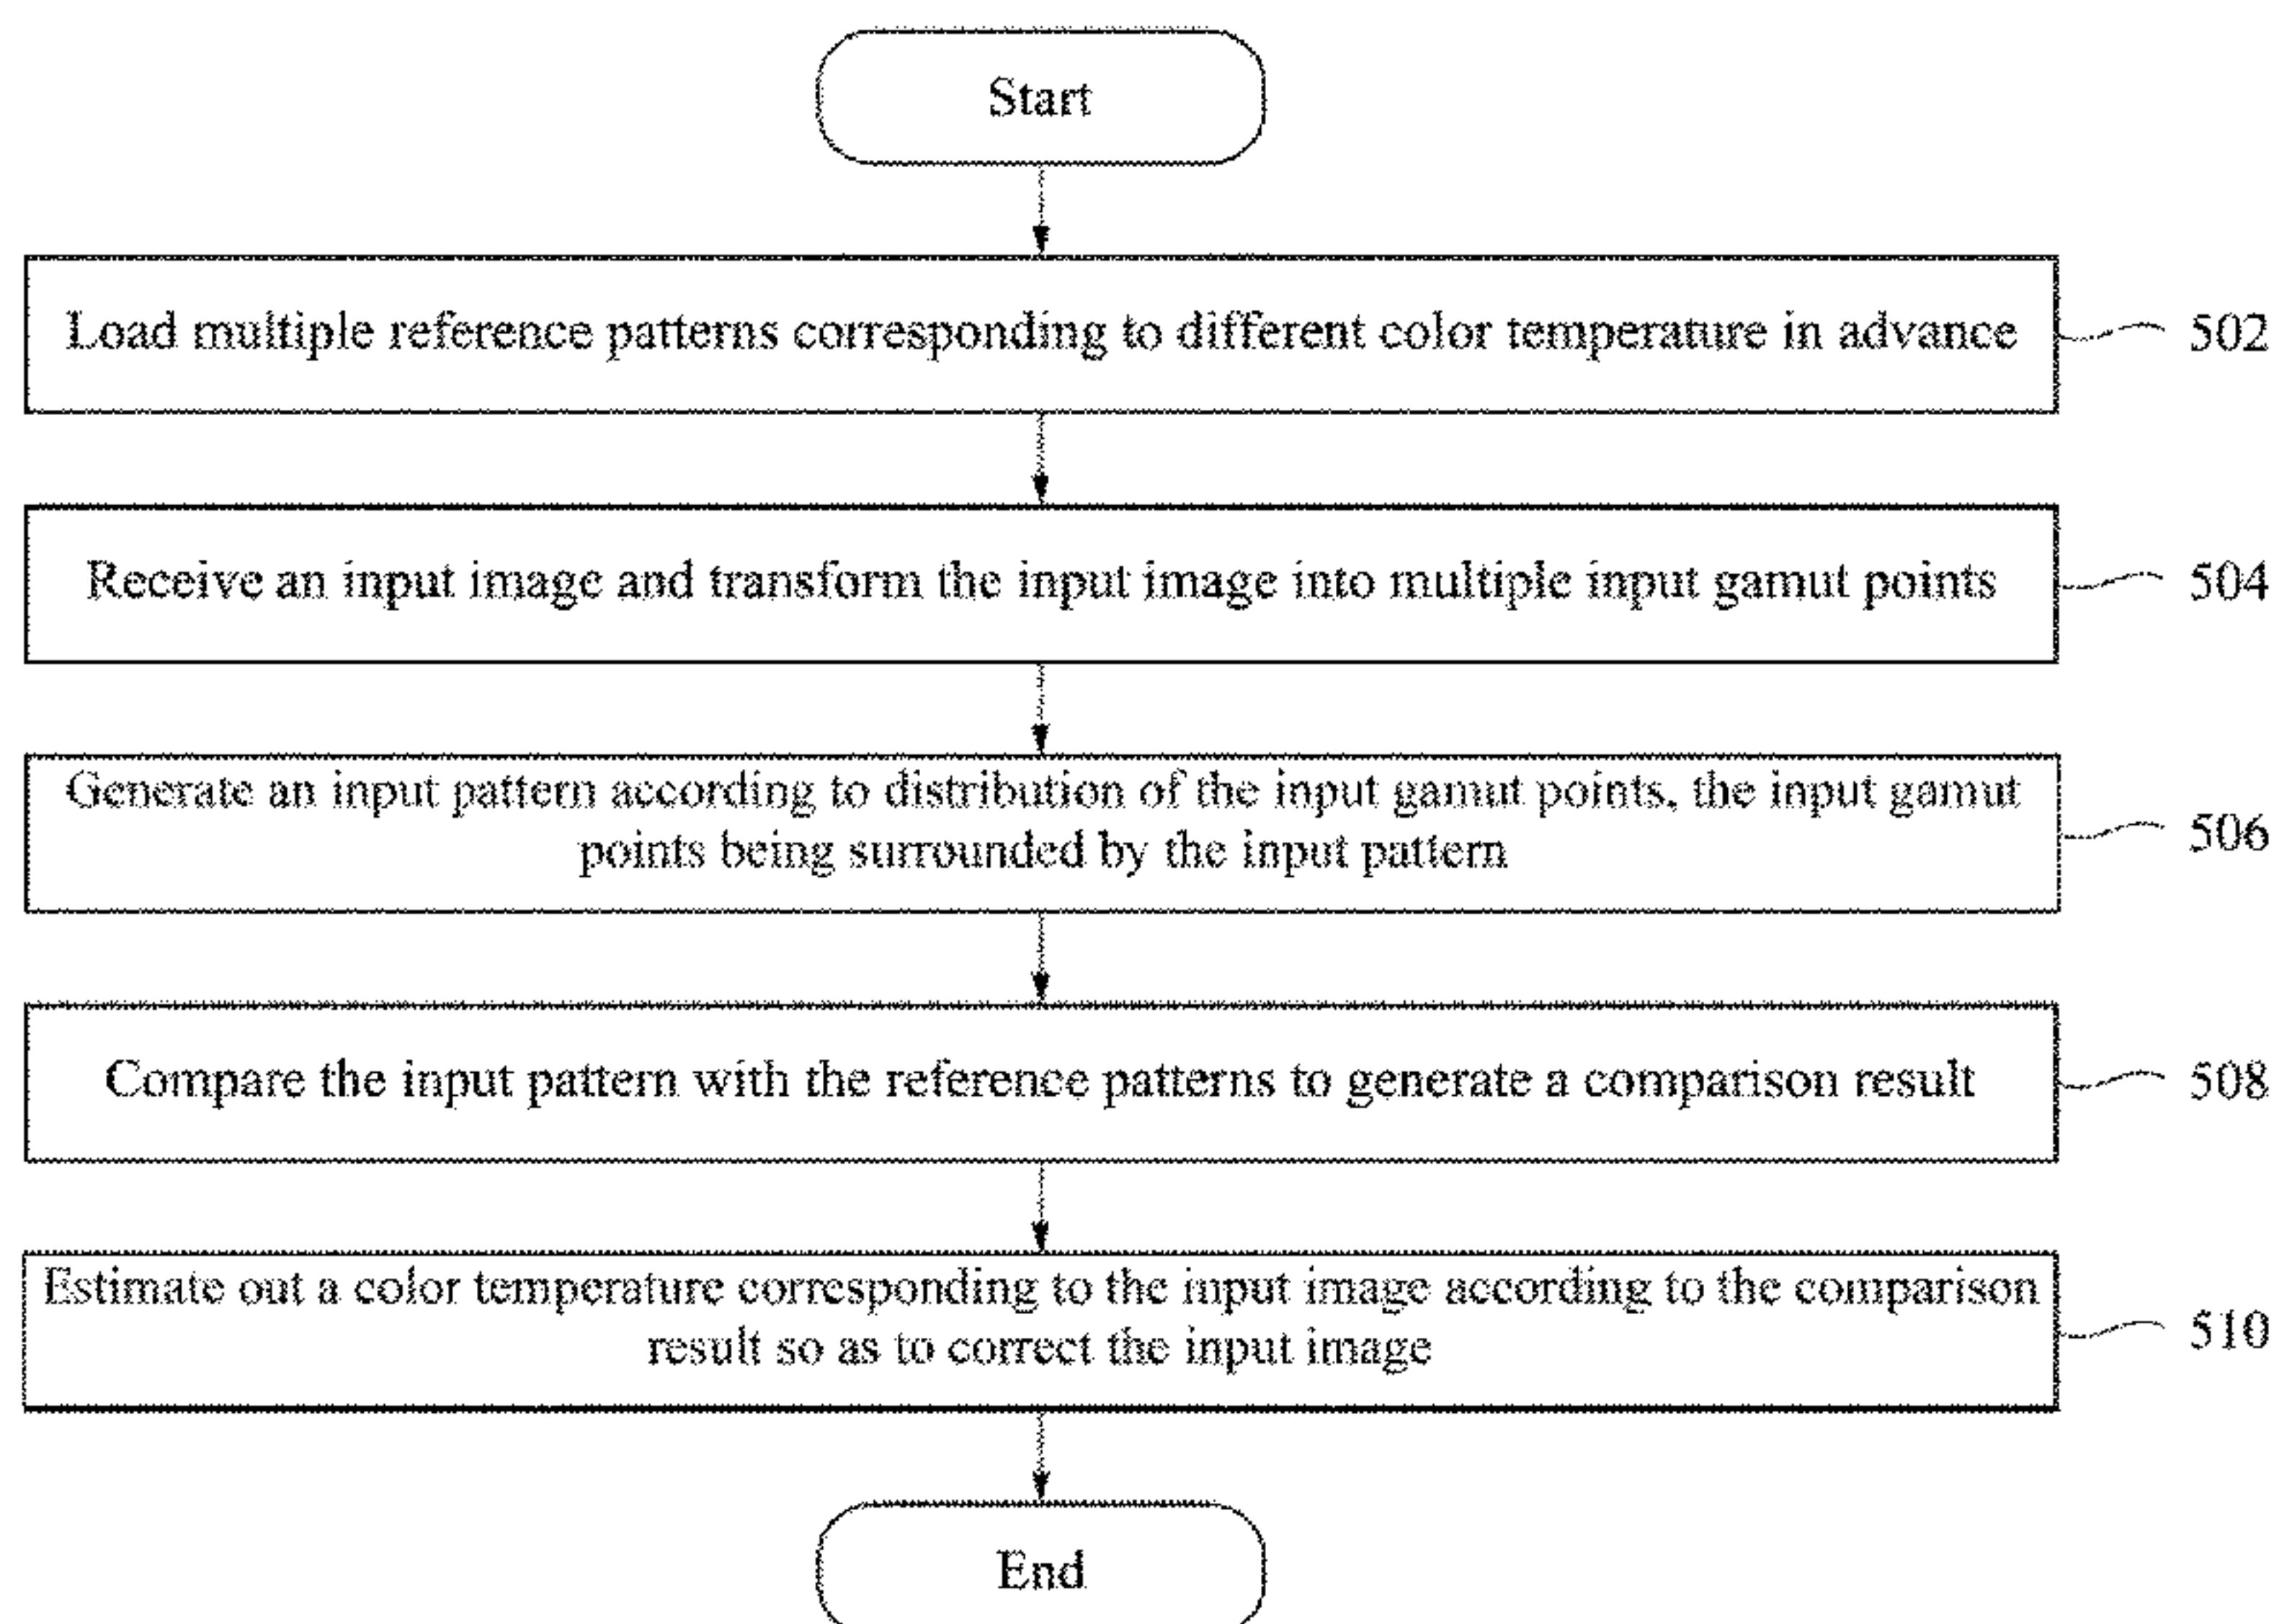 Start
Load multiple reference patterns corresponding to different color temperature in advance
502
Receive an input image and transform the input image into multiple input gamut points
504
Generate an input pattern according to distribution of the input gamut points, the input gamut
points being surrounded by the input pattern
506
Compare the input pattern with the reference patterns to generate a comparison result
508
Estimate out a color temperature corresponding to the input image according to the comparison
result so as to correct the input image
510
End